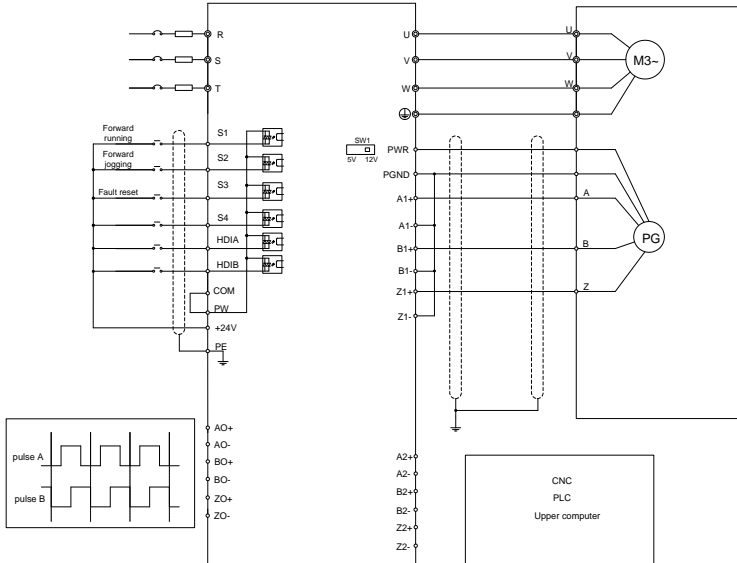 R
S
T
U
V
W
U
V
W
M3~
Forward
running
Forward
jogging
Fault reset
S1
S2
S3
S4
HDIA
HDIB
COM
PW
+24V
PE
SW1
5V 12V
PWR
PGND
A1+
A1-
B1+
B1-
Z1+
Z1-
A
B
Z
PG
pulse A
pulse B
AO+
AO-
BO+
BO-
ZO+
ZO-
A2+
A2-
B2+
B2-
Z2+
Z2-
CNC
PLC
Upper computer